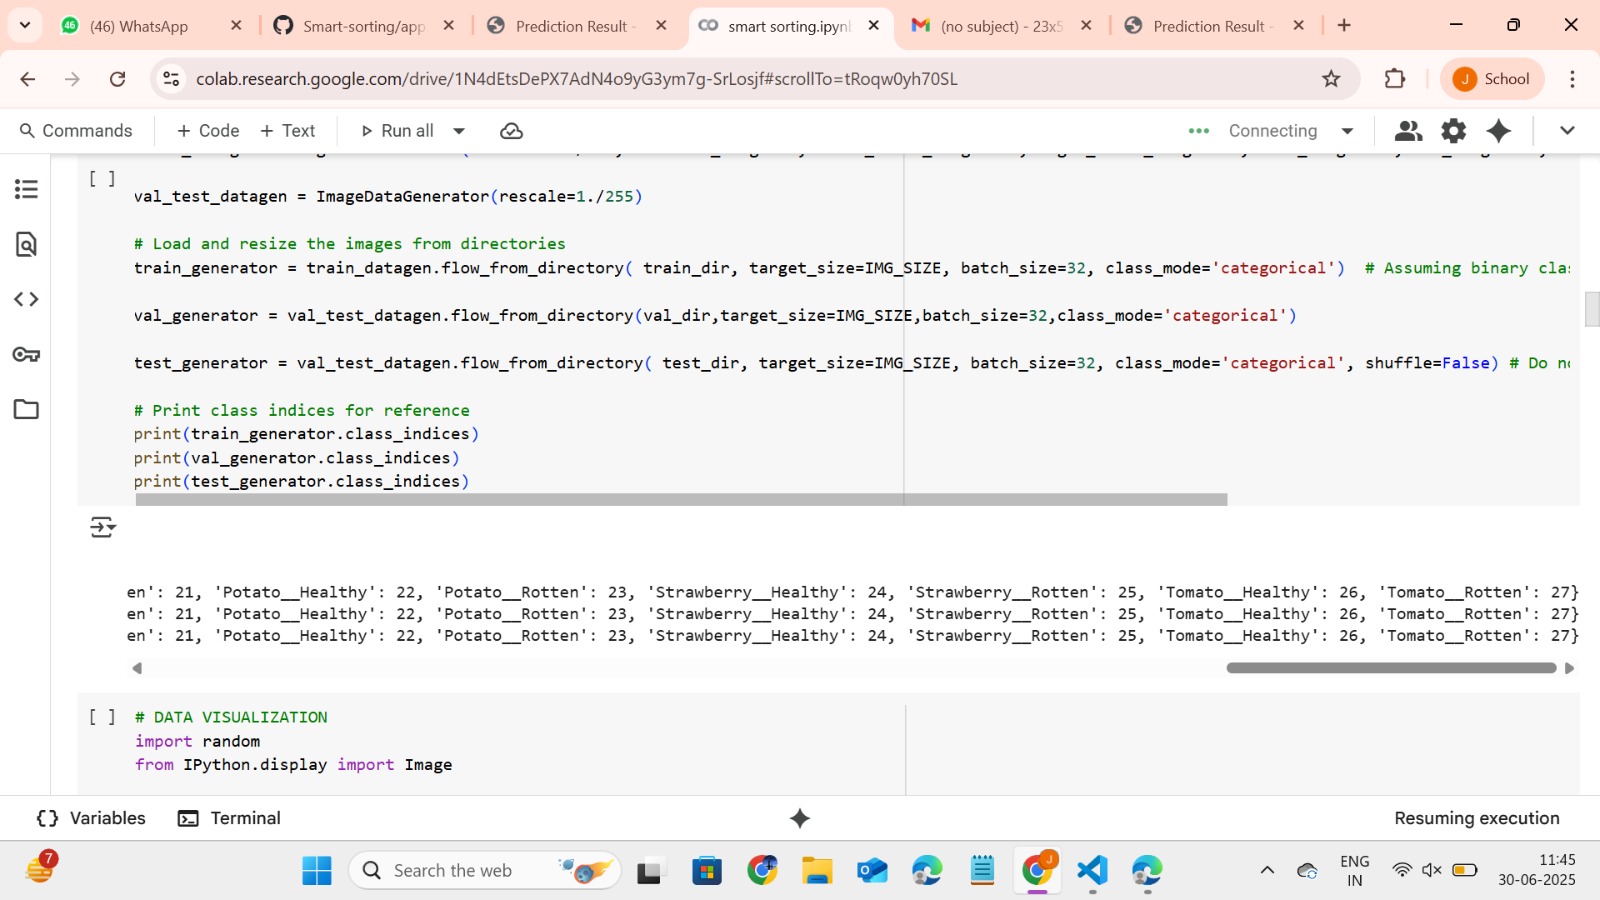 (46) WhatsApp
Smart-sorting/app
Prediction Result -
smart sorting.ipynb
(no subject) - 23x5
Prediction Result -
colab.research.google.com/drive/1N4dEtsDePX7AdN4o9yG3ym7g-SrLosjf#scrollTo=tRoqw0yh70SL
J School
Commands
+ Code + Text
Run all
Connecting
[ ]
val_test_datagen = ImageDataGenerator(rescale=1./255)
# Load and resize the images from directories
train_generator = train_datagen.flow_from_directory( train_dir, target_size=IMG_SIZE, batch_size=32, class_mode='categorical')  # Assuming binary cla
val_generator = val_test_datagen.flow_from_directory(val_dir,target_size=IMG_SIZE,batch_size=32,class_mode='categorical')
test_generator = val_test_datagen.flow_from_directory( test_dir, target_size=IMG_SIZE, batch_size=32, class_mode='categorical', shuffle=False) # Do no
# Print class indices for reference
print(train_generator.class_indices)
print(val_generator.class_indices)
print(test_generator.class_indices)
en': 21, 'Potato__Healthy': 22, 'Potato__Rotten': 23, 'Strawberry__Healthy': 24, 'Strawberry__Rotten': 25, 'Tomato__Healthy': 26, 'Tomato__Rotten': 27}
en': 21, 'Potato__Healthy': 22, 'Potato__Rotten': 23, 'Strawberry__Healthy': 24, 'Strawberry__Rotten': 25, 'Tomato__Healthy': 26, 'Tomato__Rotten': 27}
en': 21, 'Potato__Healthy': 22, 'Potato__Rotten': 23, 'Strawberry__Healthy': 24, 'Strawberry__Rotten': 25, 'Tomato__Healthy': 26, 'Tomato__Rotten': 27}
[ ] # DATA VISUALIZATION
import random
from IPython.display import Image
{} Variables
Terminal
Resuming execution
7
Search the web
ENG
IN
11:45
30-06-2025